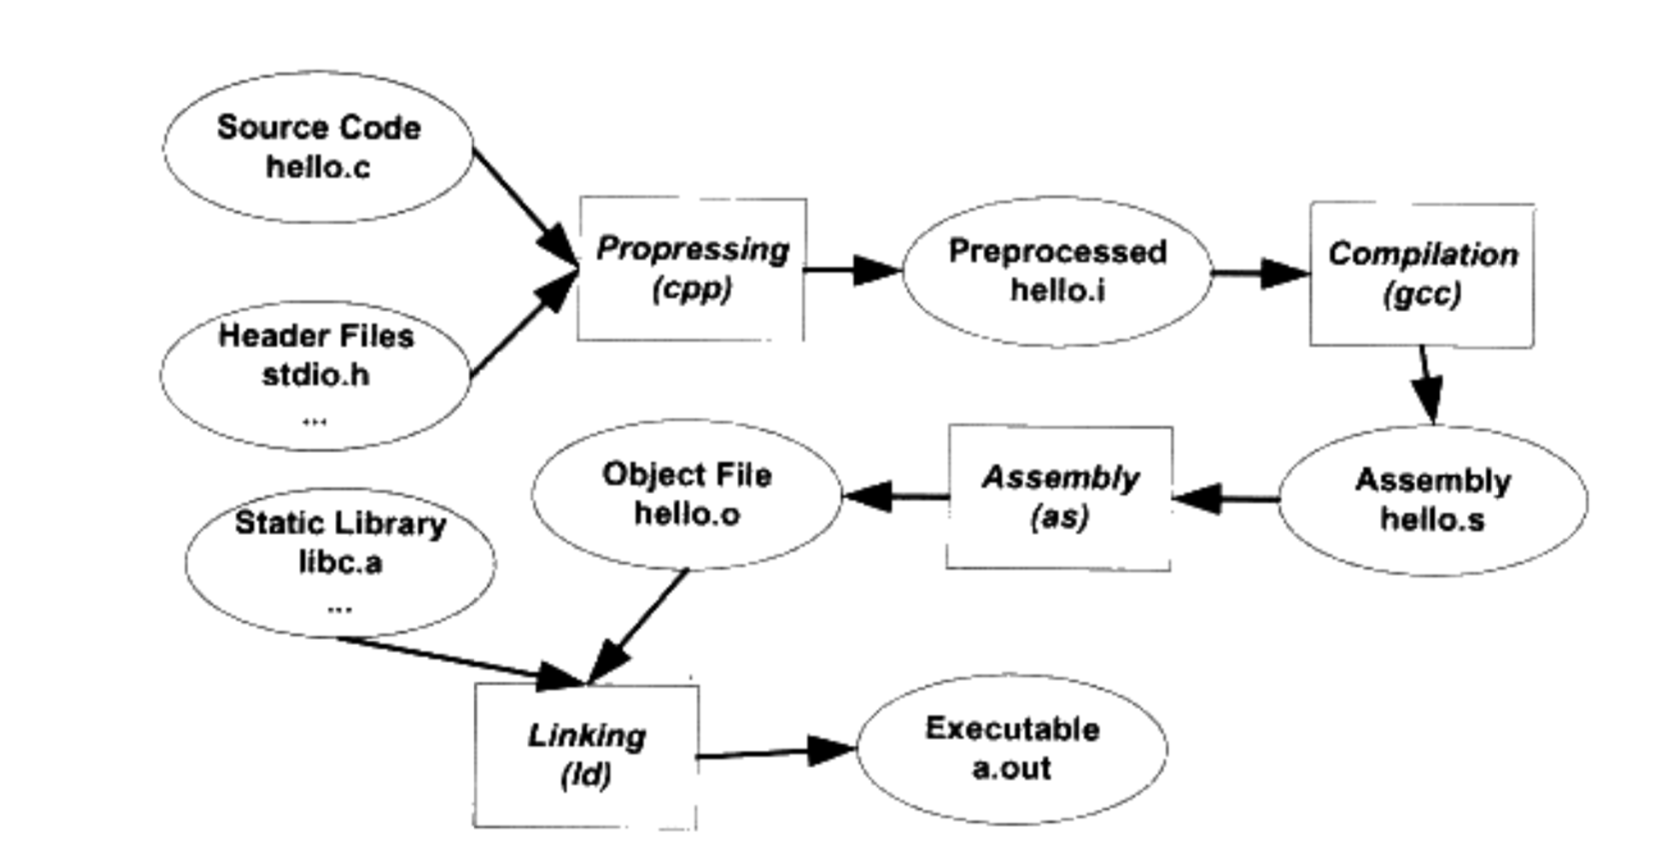 Source Code
hello.c
Header Files
stdio.h
...
Propressing
(cpp)
Preprocessed
hello.i
Compilation
(gcc)
Assembly
hello.s
Assembly
(as)
Object File
hello.o
Static Library
libc.a
...
Linking
(ld)
Executable
a.out